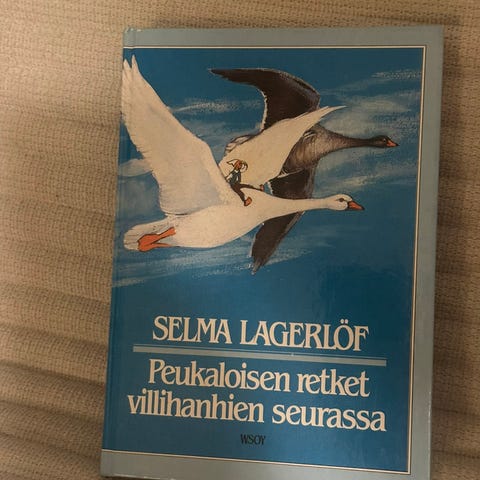 SELMA LAGERLÖF
Peukaloisen retket
villihanhien seurassa
WSOY